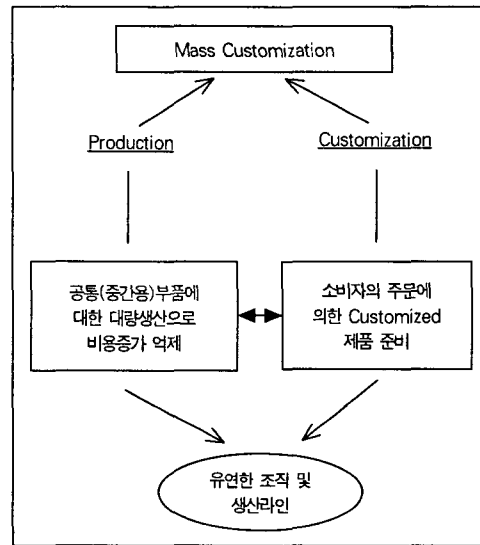 Mass Customization
Production
Customization
공통(중간용)부품에
대한 대량생산으로
비용증가 억제
소비자의 주문에
의한 Customized
제품 준비
유연한 조작 및
생산라인